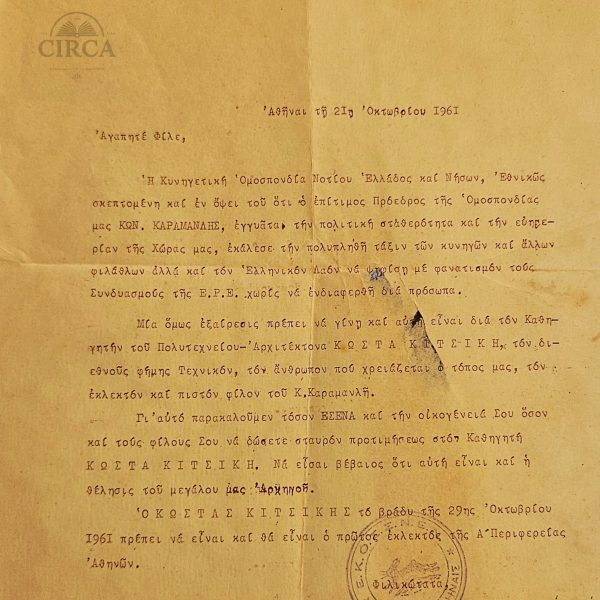 CIRCA
Ἀθῆναι τῇ 21ῃ Ὀκτωβρίου 1961
Ἀγαπητέ Φίλε,
Ἡ Κυνηγετική Ὁμοσπονδία Νοτίου Ἑλλάδος καί Νήσων, Ἐθνικῶς
σκεπτομένη καί ἐν ὄψει τοῦ ὅτι ὁ ἐπίτιμος Πρόεδρος τῆς Ὁμοσπονδίας
μας ΚΩΝ. ΚΑΡΑΜΑΝΛΗΣ, ἐγγυᾶται τήν πολιτική σταθερότητα καί τήν εὐημε-
ρίαν τῆς Χώρας μας, ἐκάλεσε τήν πολυπληθῆ τάξιν τῶν κυνηγῶν καί ἄλλων
φιλάθλων ἀλλά καί τόν Ἑλληνικόν Λαόν νά ψηφίσῃ μέ φανατισμόν τούς
Συνδυασμούς τῆς Ε.Ρ.Ε. χωρίς νά ἐνδιαφερθῇ διά πρόσωπα.
Μία ὅμως ἐξαίρεσις πρέπει νά γίνῃ καί αὐτή εἶναι διά τόν Καθη-
γητήν τοῦ Πολυτεχνείου-Ἀρχιτέκτονα ΚΩΣΤΑ ΚΙΤΣΙΚΗ, τόν δι-
εθνοῦς φήμης Τεχνικόν, τόν ἄνθρωπον πού χρειάζεται ὁ τόπος μας, τόν
ἐκλεκτόν καί πιστόν φίλον τοῦ Κ.Καραμανλῆ.
Γι'αὐτό παρακαλοῦμεν τόσον ΕΣΕΝΑ καί τήν οἰκογένειά Σου ὅσον
καί τούς φίλους Σου νά δώσετε σταυρόν προτιμήσεως στόν Καθηγητή
ΚΩΣΤΑ ΚΙΤΣΙΚΗ. Νά εἶσαι βέβαιος ὅτι αὐτή εἶναι καί ἡ
θέλησις τοῦ μεγάλου μας Ἀρχηγοῦ.
Ὁ ΚΩΣΤΑΣ ΚΙΤΣΙΚΗΣ τό βράδυ τῆς 29ης Ὀκτωβρίου
1961 πρέπει νά εἶναι καί θά εἶναι ὁ πρῶτος ἐκλεκτός τῆς Α΄Περιφερείας
Ἀθηνῶν.
Φιλικώτατα